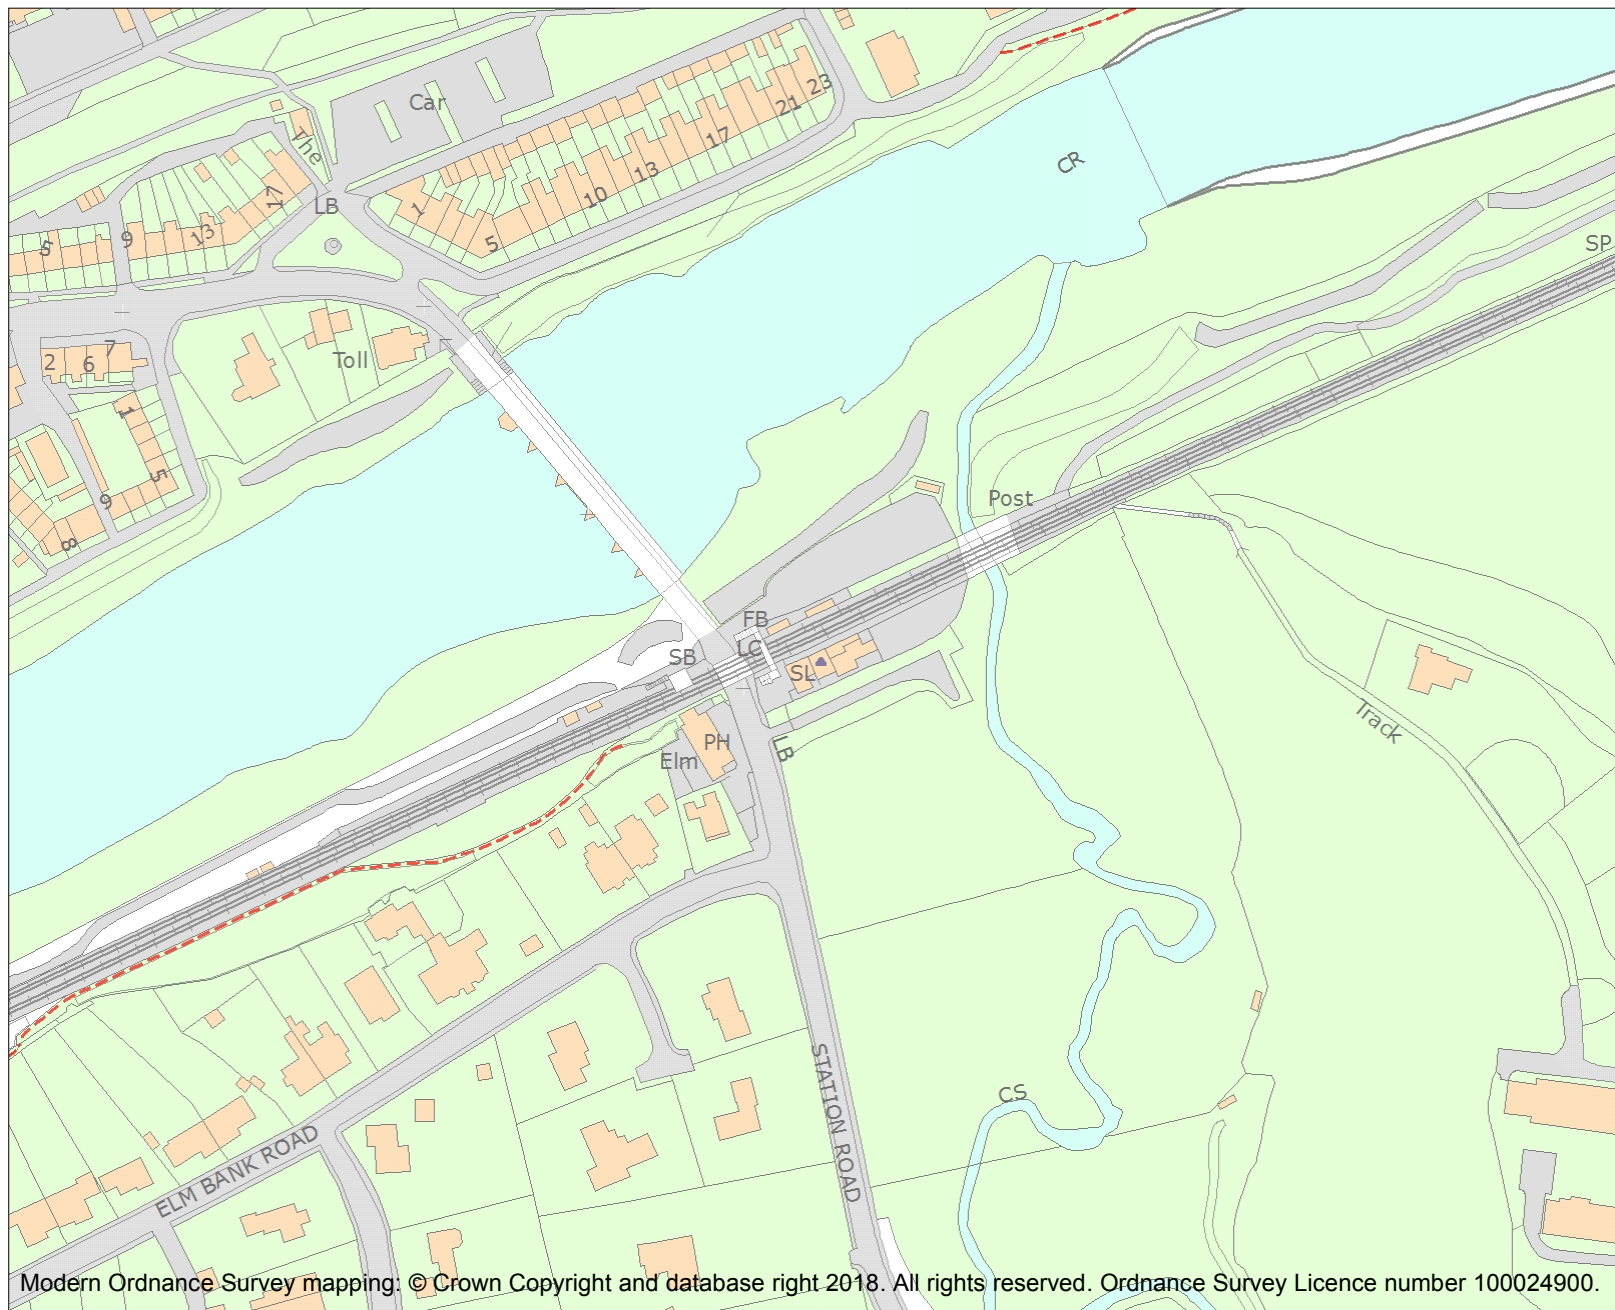 Car
23
21
17
13
10
5
1
The
LB
17
13
9
5
CR
SP
Toll
2
6
7
1
5
9
8
Post
FB
LC
SB
SL
PH
Elm
LB
Track
CS
STATION ROAD
ELM BANK ROAD
Modern Ordnance Survey mapping: © Crown Copyright and database right 2018. All rights reserved. Ordnance Survey Licence number 100024900.